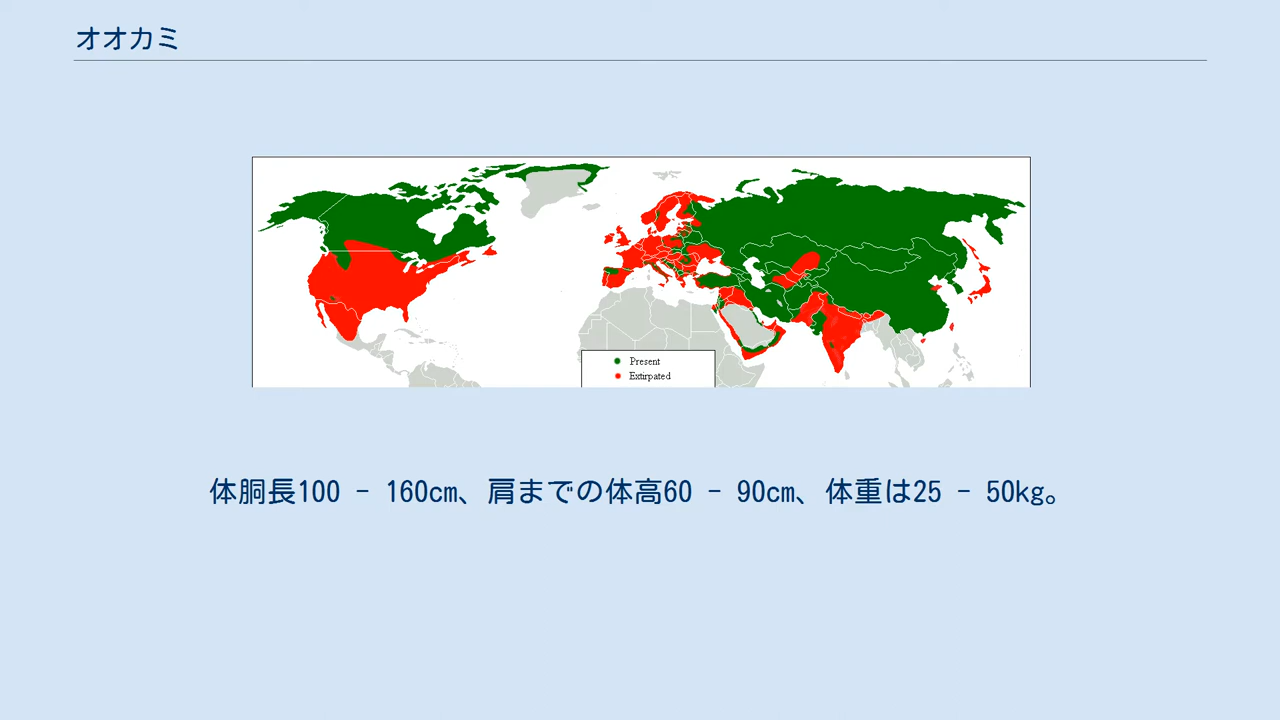 オオカミ
Present
Extirpated
体胴長100 - 160cm、肩までの体高60 - 90cm、体重は25 - 50kg。